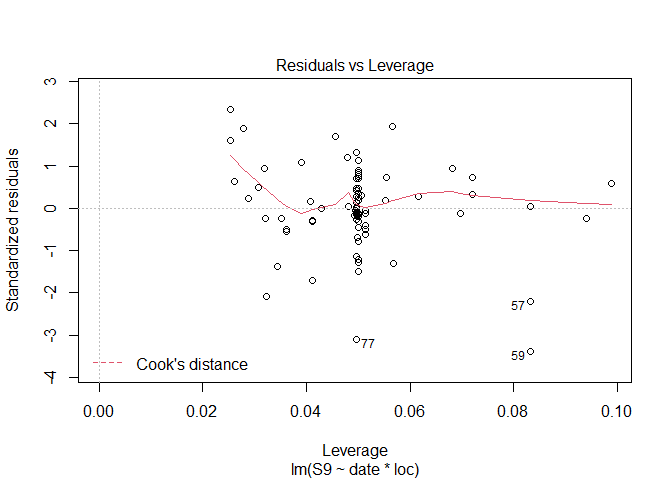 Residuals vs Leverage
Standardized residuals
3
2
1
0
-1
-2
-3
-4
57
77
59
Cook's distance
0.00 0.02 0.04 0.06 0.08 0.10
Leverage
lm(S9 ~ date * loc)